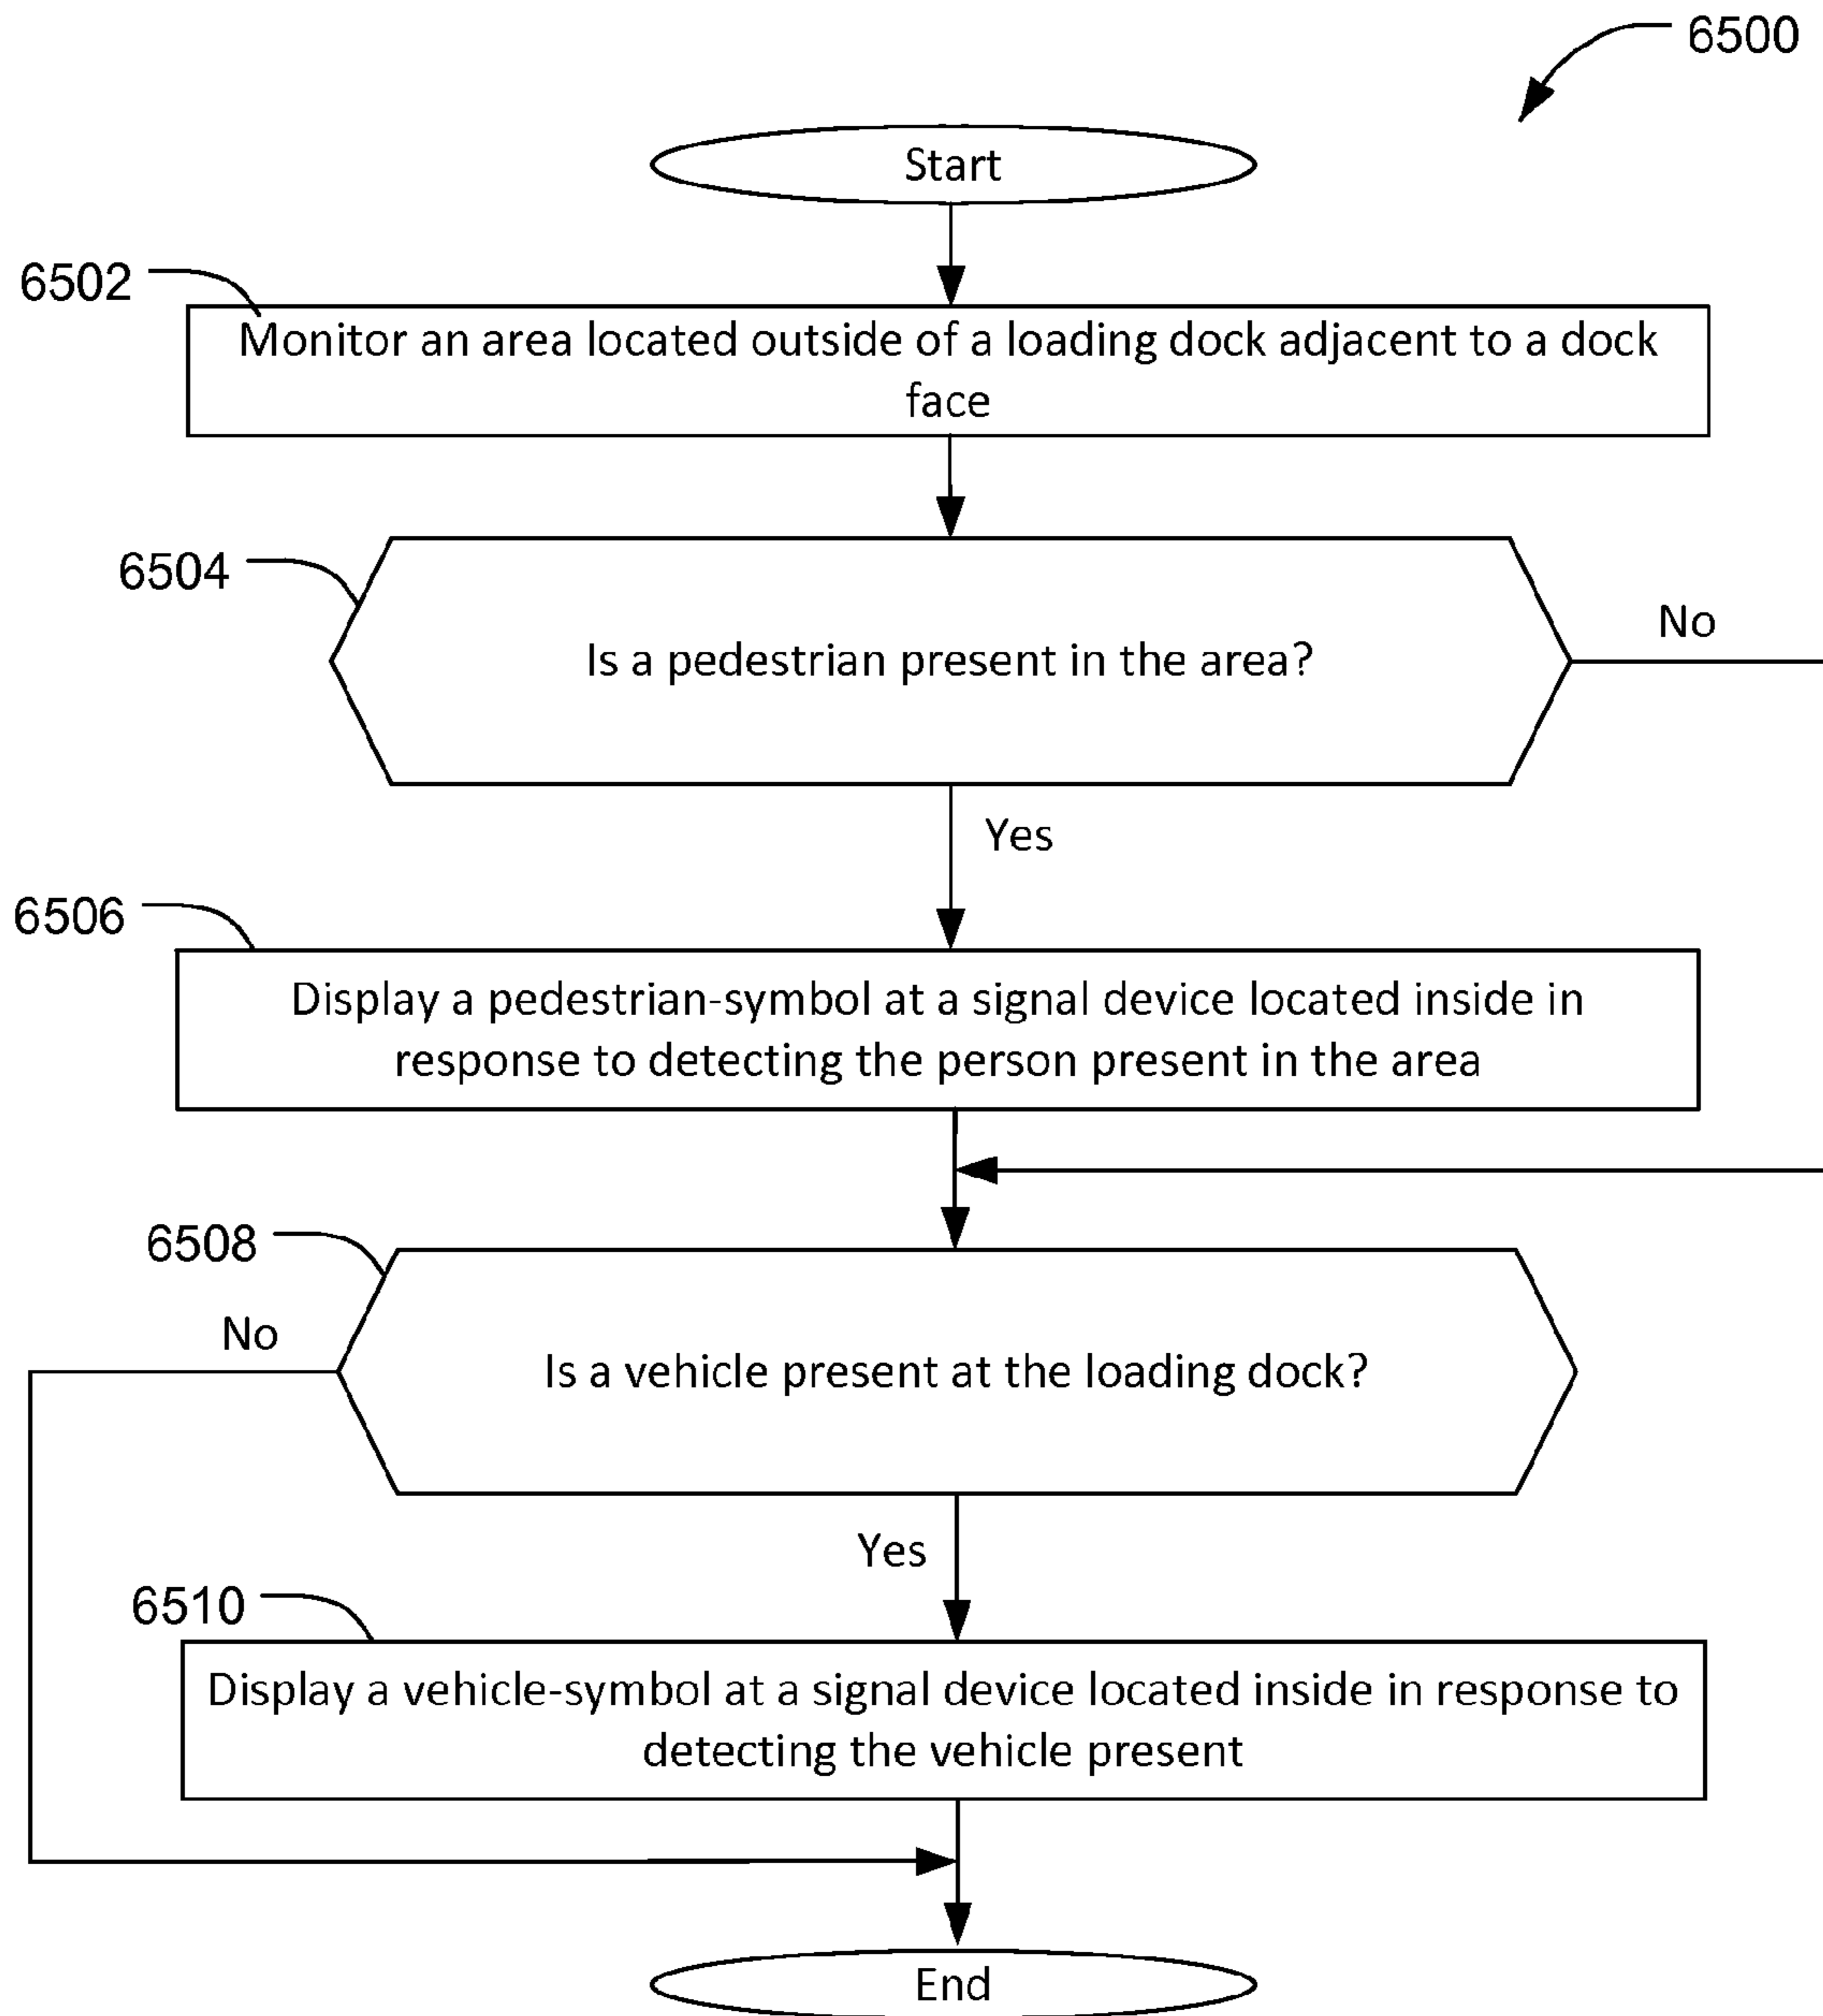 6500
Start
6502
Monitor an area located outside of a loading dock adjacent to a dock
face
6504
Is a pedestrian present in the area?
No
Yes
6506
Display a pedestrian-symbol at a signal device located inside in
response to detecting the person present in the area
6508
No
Is a vehicle present at the loading dock?
Yes
6510
Display a vehicle-symbol at a signal device located inside in response to
detecting the vehicle present
End